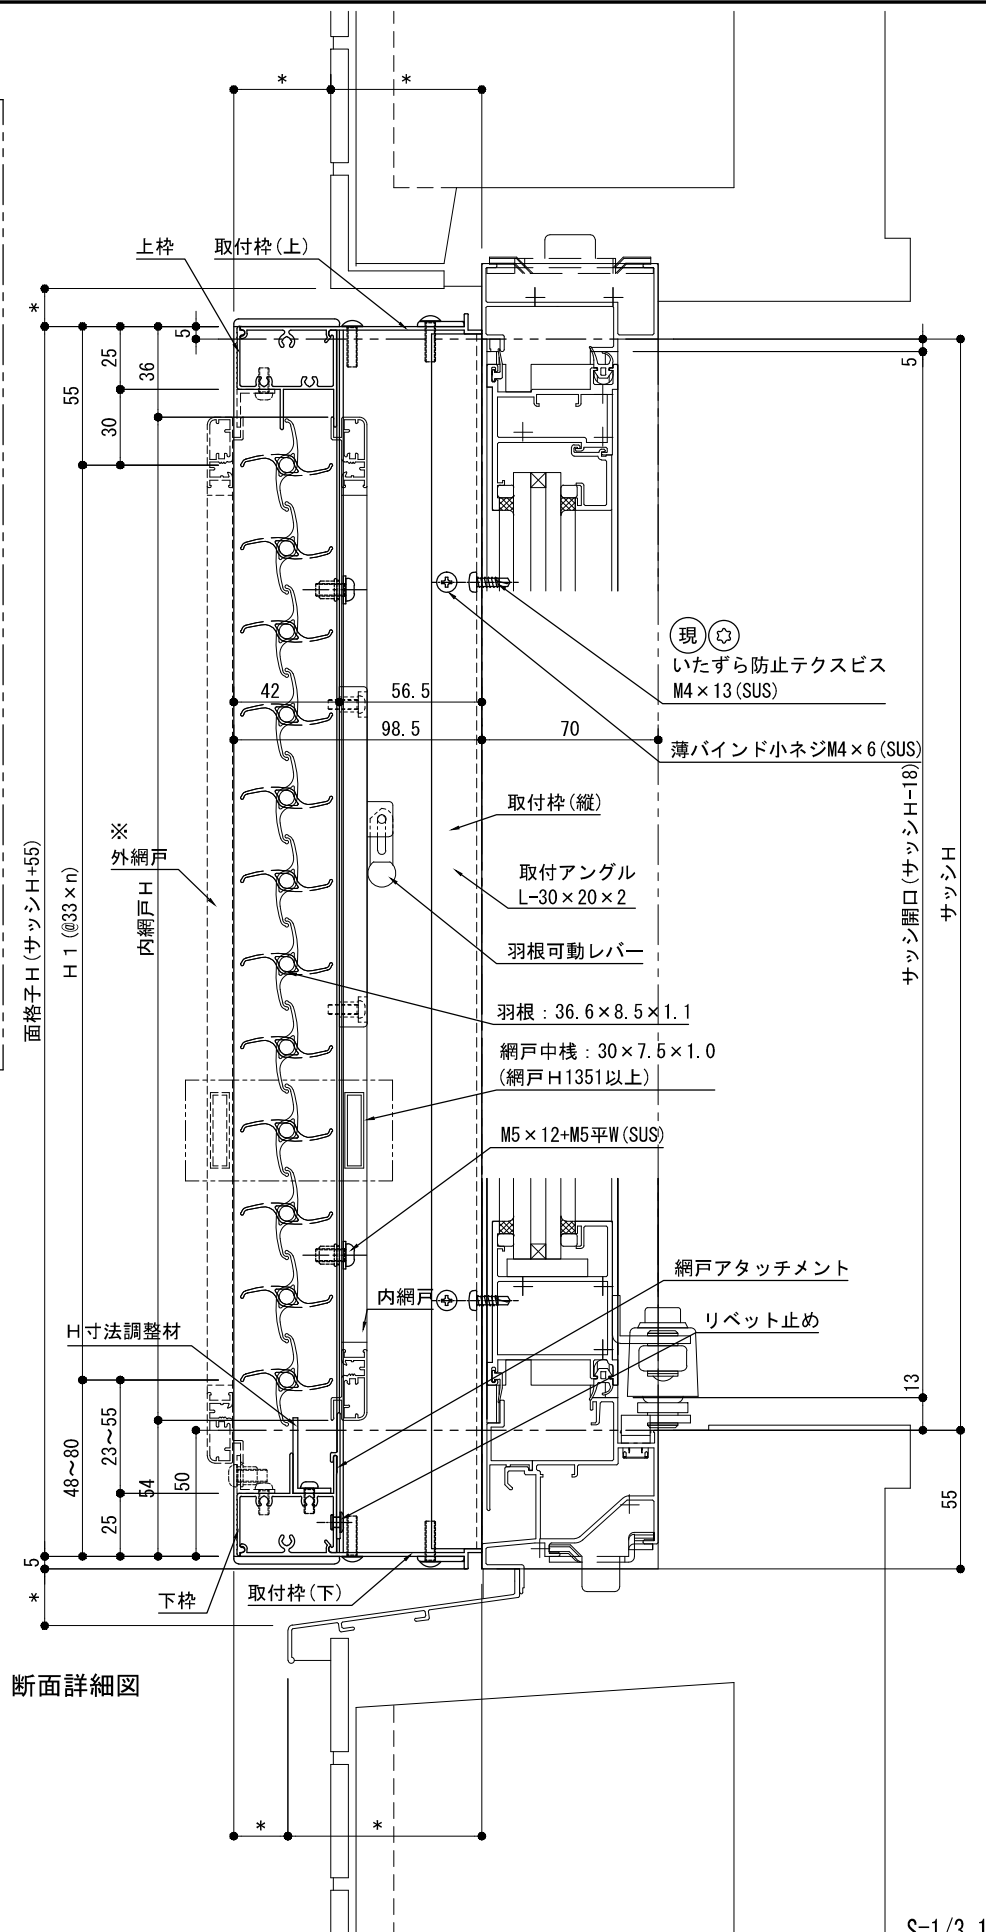 *
*
上枠
取付枠(上)
*
5
25
36
55
30
5
現
いたずら防止テクスビス
M4×13(SUS)
42
56.5
98.5
70
薄バインド小ネジM4×6(SUS)
取付枠(縦)
※
外網戸
取付アングル
L-30×20×2
羽根可動レバー
面格子H(サッシH+55)
H1(@33×n)
内網戸H
サッシ開口(サッシH-18)
サッシH
羽根:36.6×8.5×1.1
網戸中桟:30×7.5×1.0
(網戸H1351以上)
M5×12+M5平W(SUS)
網戸アタッチメント
内網戸
リベット止め
H寸法調整材
13
48~80
23~55
54
50
25
55
5
*
下枠
取付枠(下)
断面詳細図
*
*
S=1/3